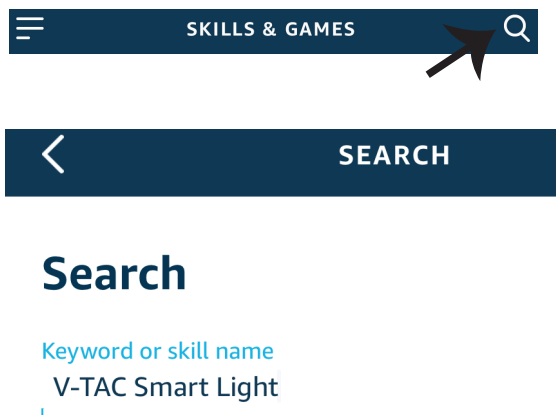 SKILLS & GAMES
SEARCH
Search
Keyword or skill name
V-TAC Smart Light